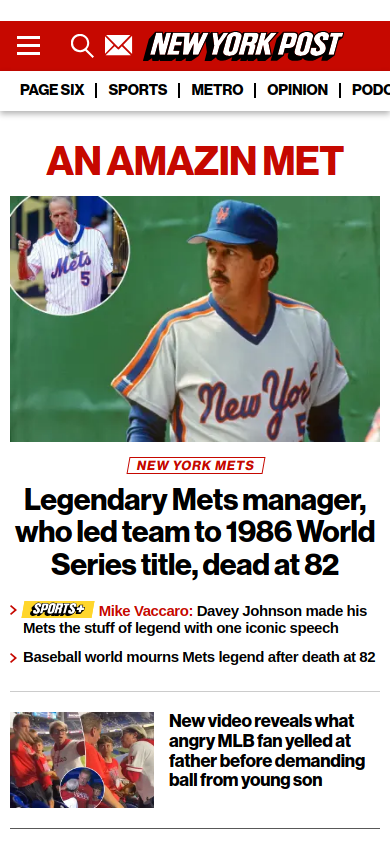 NEW YORK POST
PAGE SIX
SPORTS
METRO
OPINION
PODC
AN AMAZIN MET
Mets
5
New York
5
NEW YORK METS
Legendary Mets manager,
who led team to 1986 World
Series title, dead at 82
SPORTS+ Mike Vaccaro: Davey Johnson made his
Mets the stuff of legend with one iconic speech
Baseball world mourns Mets legend after death at 82
New video reveals what
angry MLB fan yelled at
father before demanding
ball from young son